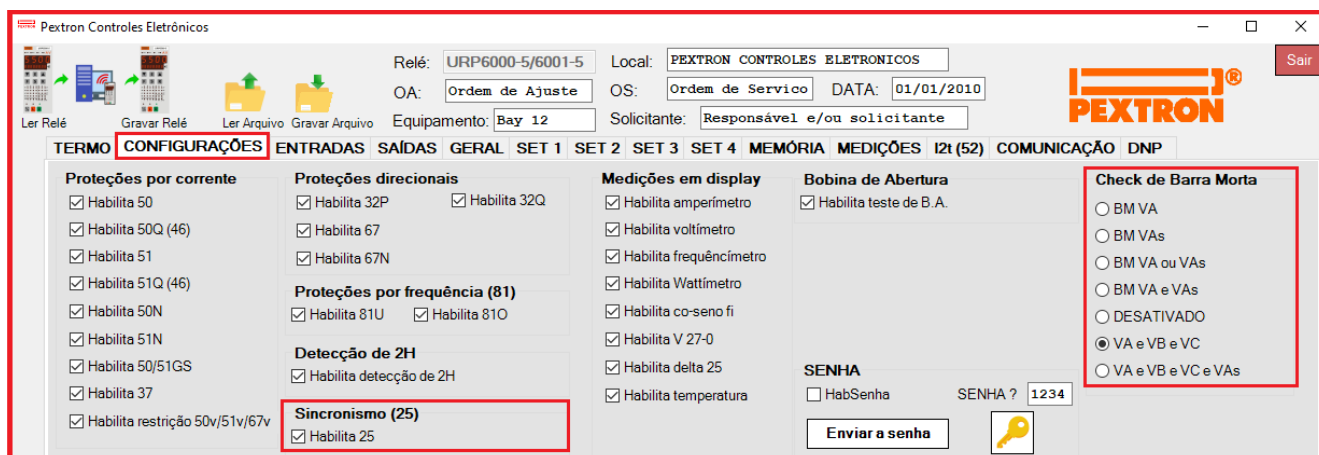 Pextron Controles Eletrônicos
Relé: URP6000-5/6001-5 Local: PEXTRON CONTROLES ELETRONICOS Sair
OA: Ordem de Ajuste OS: Ordem de Servico DATA: 01/01/2010
Ler Relé Gravar Relé Ler Arquivo Gravar Arquivo Equipamento: Bay 12 Solicitante: Responsável e/ou solicitante
PEXTRON®
TERMO CONFIGURAÇÕES ENTRADAS SAÍDAS GERAL SET 1 SET 2 SET 3 SET 4 MEMÓRIA MEDIÇÕES I2t (52) COMUNICAÇÃO DNP
Proteções por corrente
Habilita 50
Habilita 50Q (46)
Habilita 51
Habilita 51Q (46)
Habilita 50N
Habilita 51N
Habilita 50/51GS
Habilita 37
Habilita restrição 50v/51v/67v
Proteções direcionais
Habilita 32P Habilita 32Q
Habilita 67
Habilita 67N
Proteções por frequência (81)
Habilita 81U Habilita 81O
Detecção de 2H
Habilita detecção de 2H
Sincronismo (25)
Habilita 25
Medições em display
Habilita amperímetro
Habilita voltímetro
Habilita frequêncímetro
Habilita Wattímetro
Habilita co-seno fi
Habilita V 27-0
Habilita delta 25
Habilita temperatura
Bobina de Abertura
Habilita teste de B.A.
SENHA
HabSenha SENHA ? 1234
Enviar a senha
Check de Barra Morta
BM VA
BM VAs
BM VA ou VAs
BM VA e VAs
DESATIVADO
VA e VB e VC
VA e VB e VC e VAs